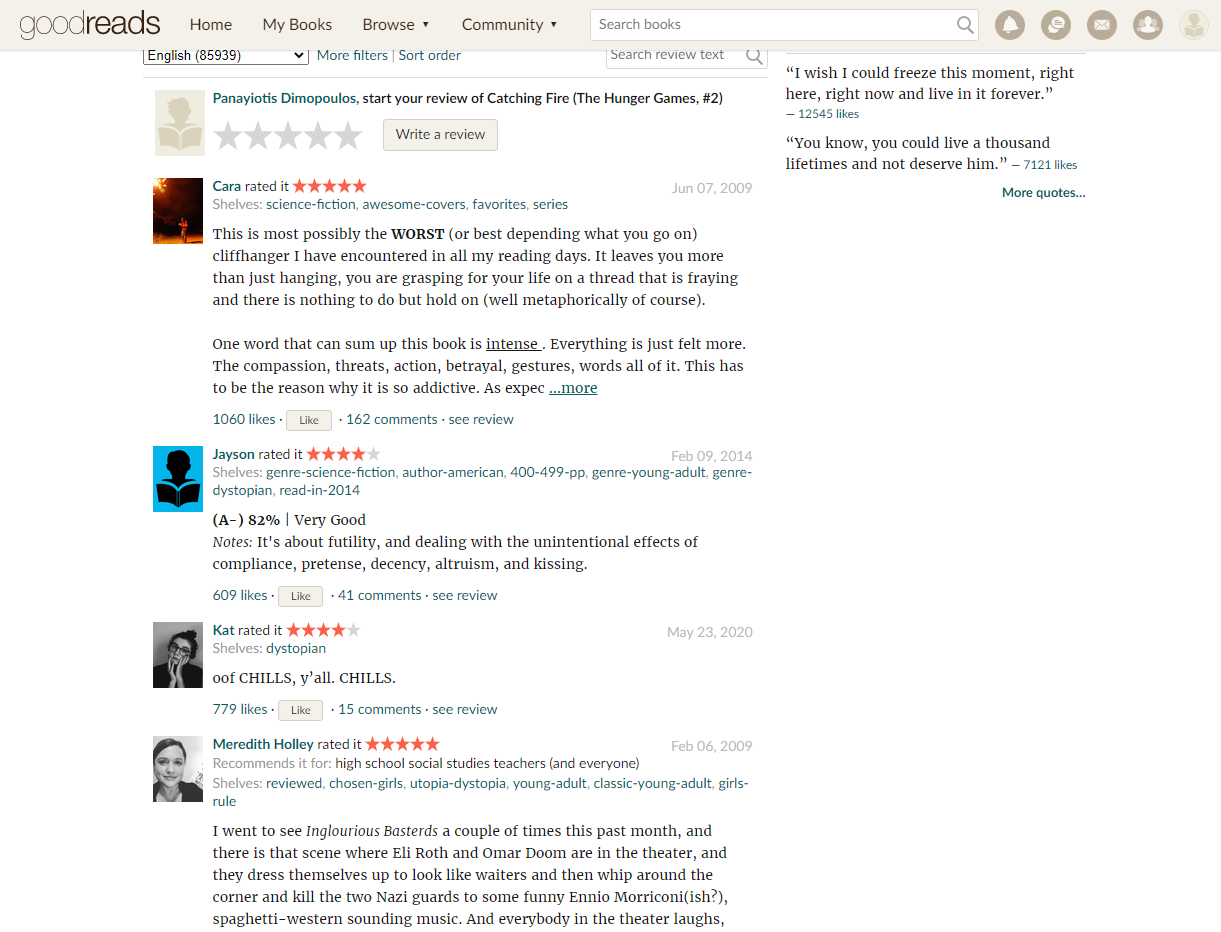 goodreads Home My Books Browse ▼ Community ▼ Search books
English (85939) More filters | Sort order Search review text
Panayiotis Dimopoulos, start your review of Catching Fire (The Hunger Games, #2)
Write a review
Cara rated it ★★★★★ Jun 07, 2009
Shelves: science-fiction, awesome-covers, favorites, series
This is most possibly the WORST (or best depending what you go on)
cliffhanger I have encountered in all my reading days. It leaves you more
than just hanging, you are grasping for your life on a thread that is fraying
and there is nothing to do but hold on (well metaphorically of course).
One word that can sum up this book is intense . Everything is just felt more.
The compassion, threats, action, betrayal, gestures, words all of it. This has
to be the reason why it is so addictive. As expec ...more
1060 likes · Like · 162 comments · see review
Jayson rated it ★★★★★ Feb 09, 2014
Shelves: genre-science-fiction, author-american, 400-499-pp, genre-young-adult, genre-
dystopian, read-in-2014
(A-) 82% | Very Good
Notes: It's about futility, and dealing with the unintentional effects of
compliance, pretense, decency, altruism, and kissing.
609 likes · Like · 41 comments · see review
Kat rated it ★★★★★ May 23, 2020
Shelves: dystopian
oof CHILLS, y’all. CHILLS.
779 likes · Like · 15 comments · see review
Meredith Holley rated it ★★★★★ Feb 06, 2009
Recommends it for: high school social studies teachers (and everyone)
Shelves: reviewed, chosen-girls, utopia-dystopia, young-adult, classic-young-adult, girls-
rule
I went to see Inglourious Basterds a couple of times this past month, and
there is that scene where Eli Roth and Omar Doom are in the theater, and
they dress themselves up to look like waiters and then whip around the
corner and kill the two Nazi guards to some funny Ennio Morriconi(ish?),
spaghetti-western sounding music. And everybody in the theater laughs,
“I wish I could freeze this moment, right
here, right now and live in it forever.”
— 12545 likes
“You know, you could live a thousand
lifetimes and not deserve him.” — 7121 likes
More quotes...